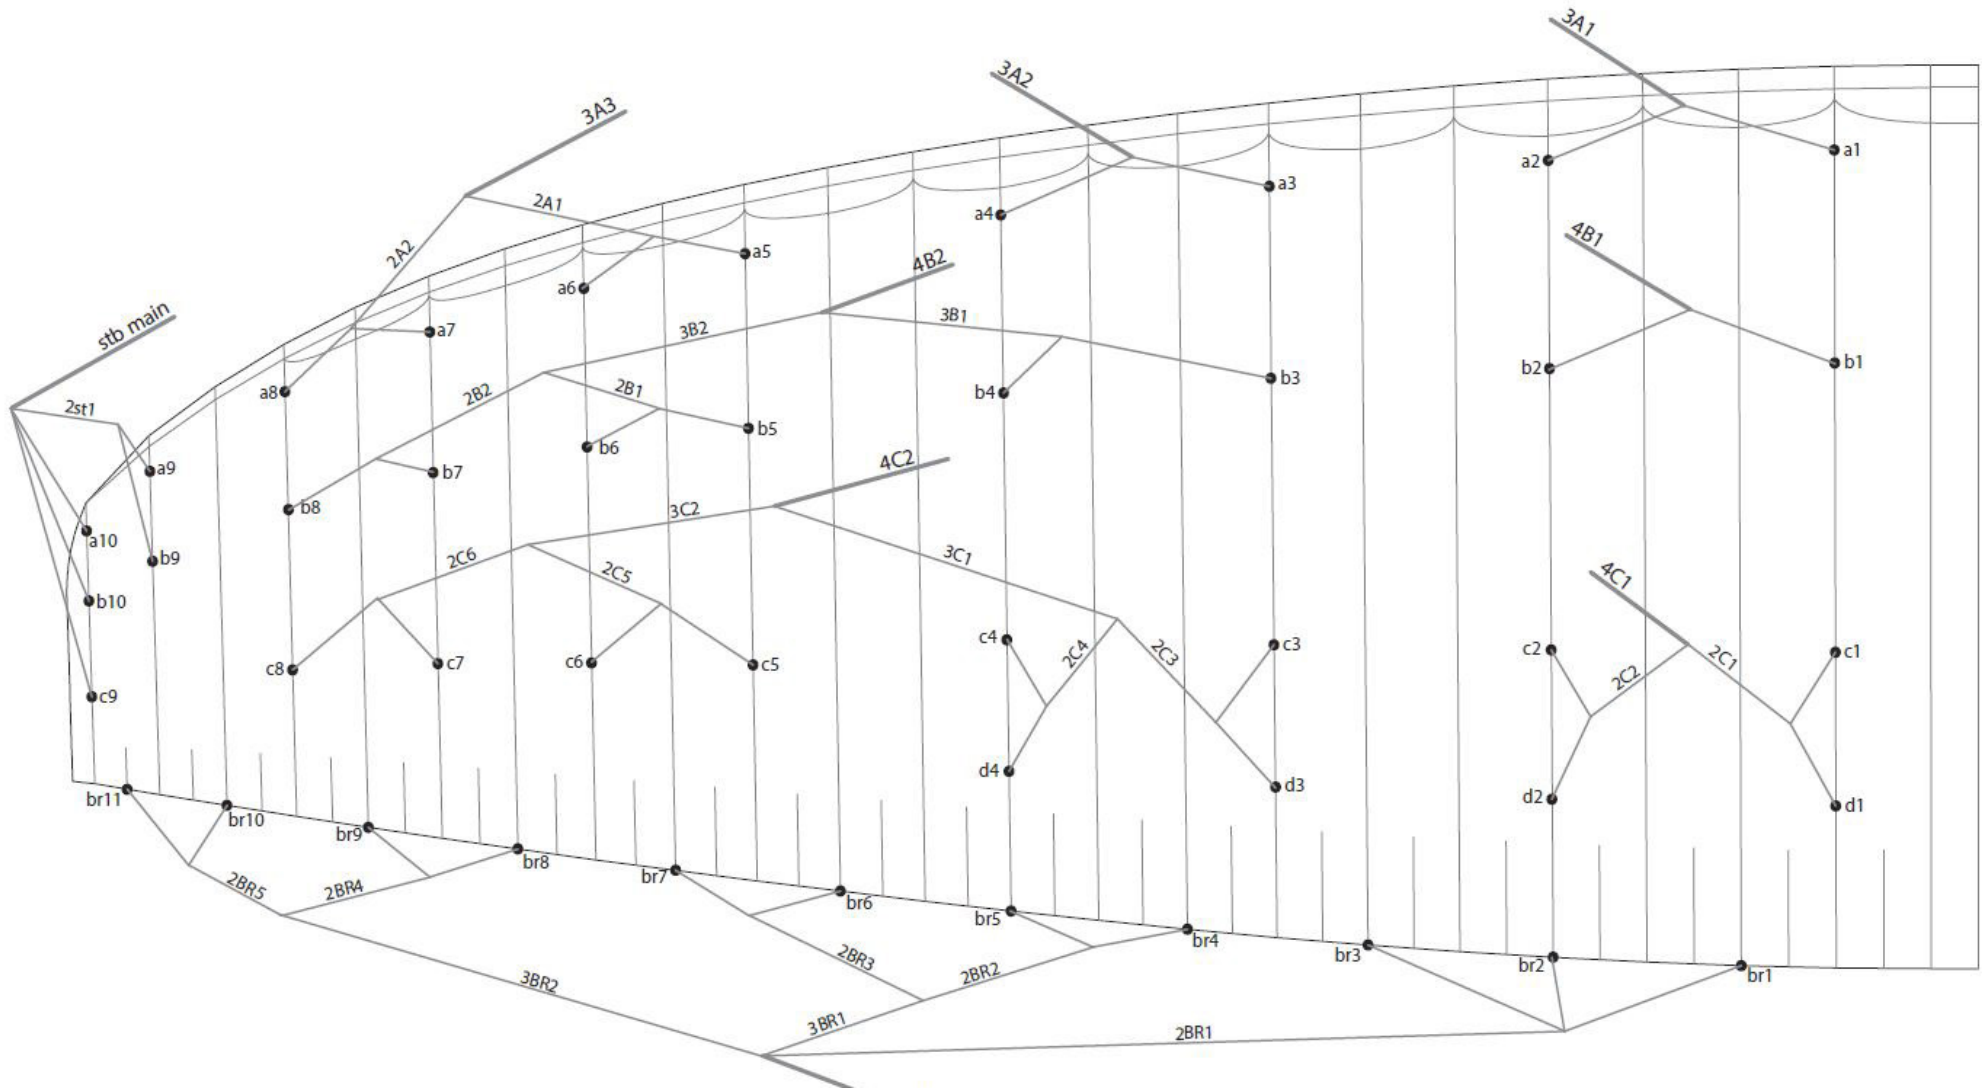 3A1
3A2
3A3
a1
a2
a3
a4
2A1
2A2
a5
a6
4B1
4B2
stb main
a7
3B1
3B2
b1
b2
b3
b4
a8
2B1
2B2
2st1
b5
b6
a9
b7
4C2
b8
3C2
a10
b9
3C1
2C6
2C5
4C1
b10
c4
c3
c2
c1
2C4
2C3
2C2
2C1
c8
c7
c6
c5
c9
d4
d3
d2
d1
br11
br10
br9
br8
br7
br6
br5
br4
br3
br2
br1
2BR5
2BR4
2BR3
2BR2
3BR2
3BR1
2BR1